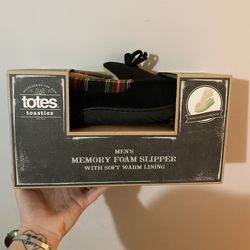 totes
toasties
MEN'S
MEMORY FOAM SLIPPER
WITH SOFT WARM LINING